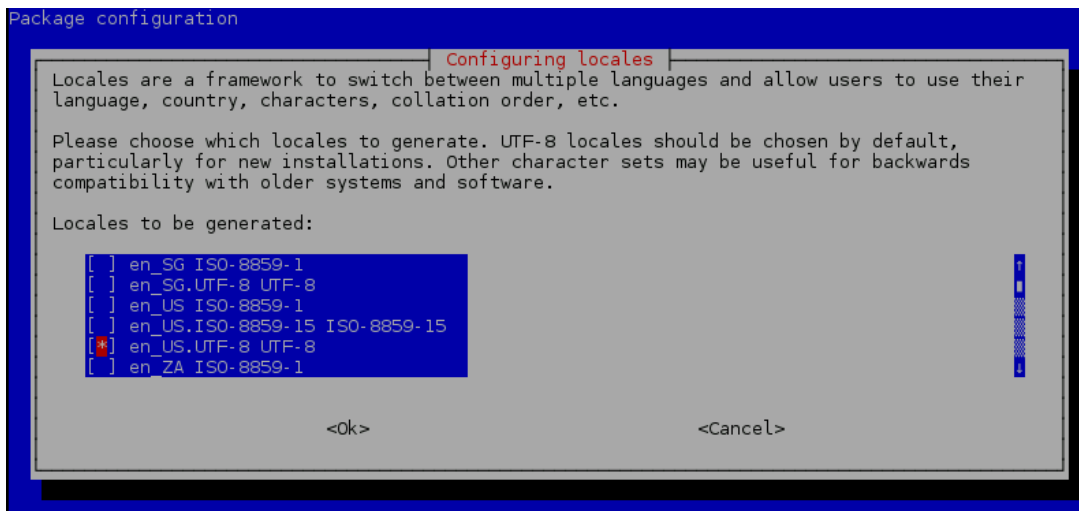 Package configuration
Configuring locales
Locales are a framework to switch between multiple languages and allow users to use their
language, country, characters, collation order, etc.
Please choose which locales to generate. UTF-8 locales should be chosen by default,
particularly for new installations. Other character sets may be useful for backwards
compatibility with older systems and software.
Locales to be generated:
[ ] en_SG ISO-8859-1
[ ] en_SG.UTF-8 UTF-8
[ ] en_US ISO-8859-1
[ ] en_US.ISO-8859-15 ISO-8859-15
[*] en_US.UTF-8 UTF-8
[ ] en_ZA ISO-8859-1
<Ok> <Cancel>